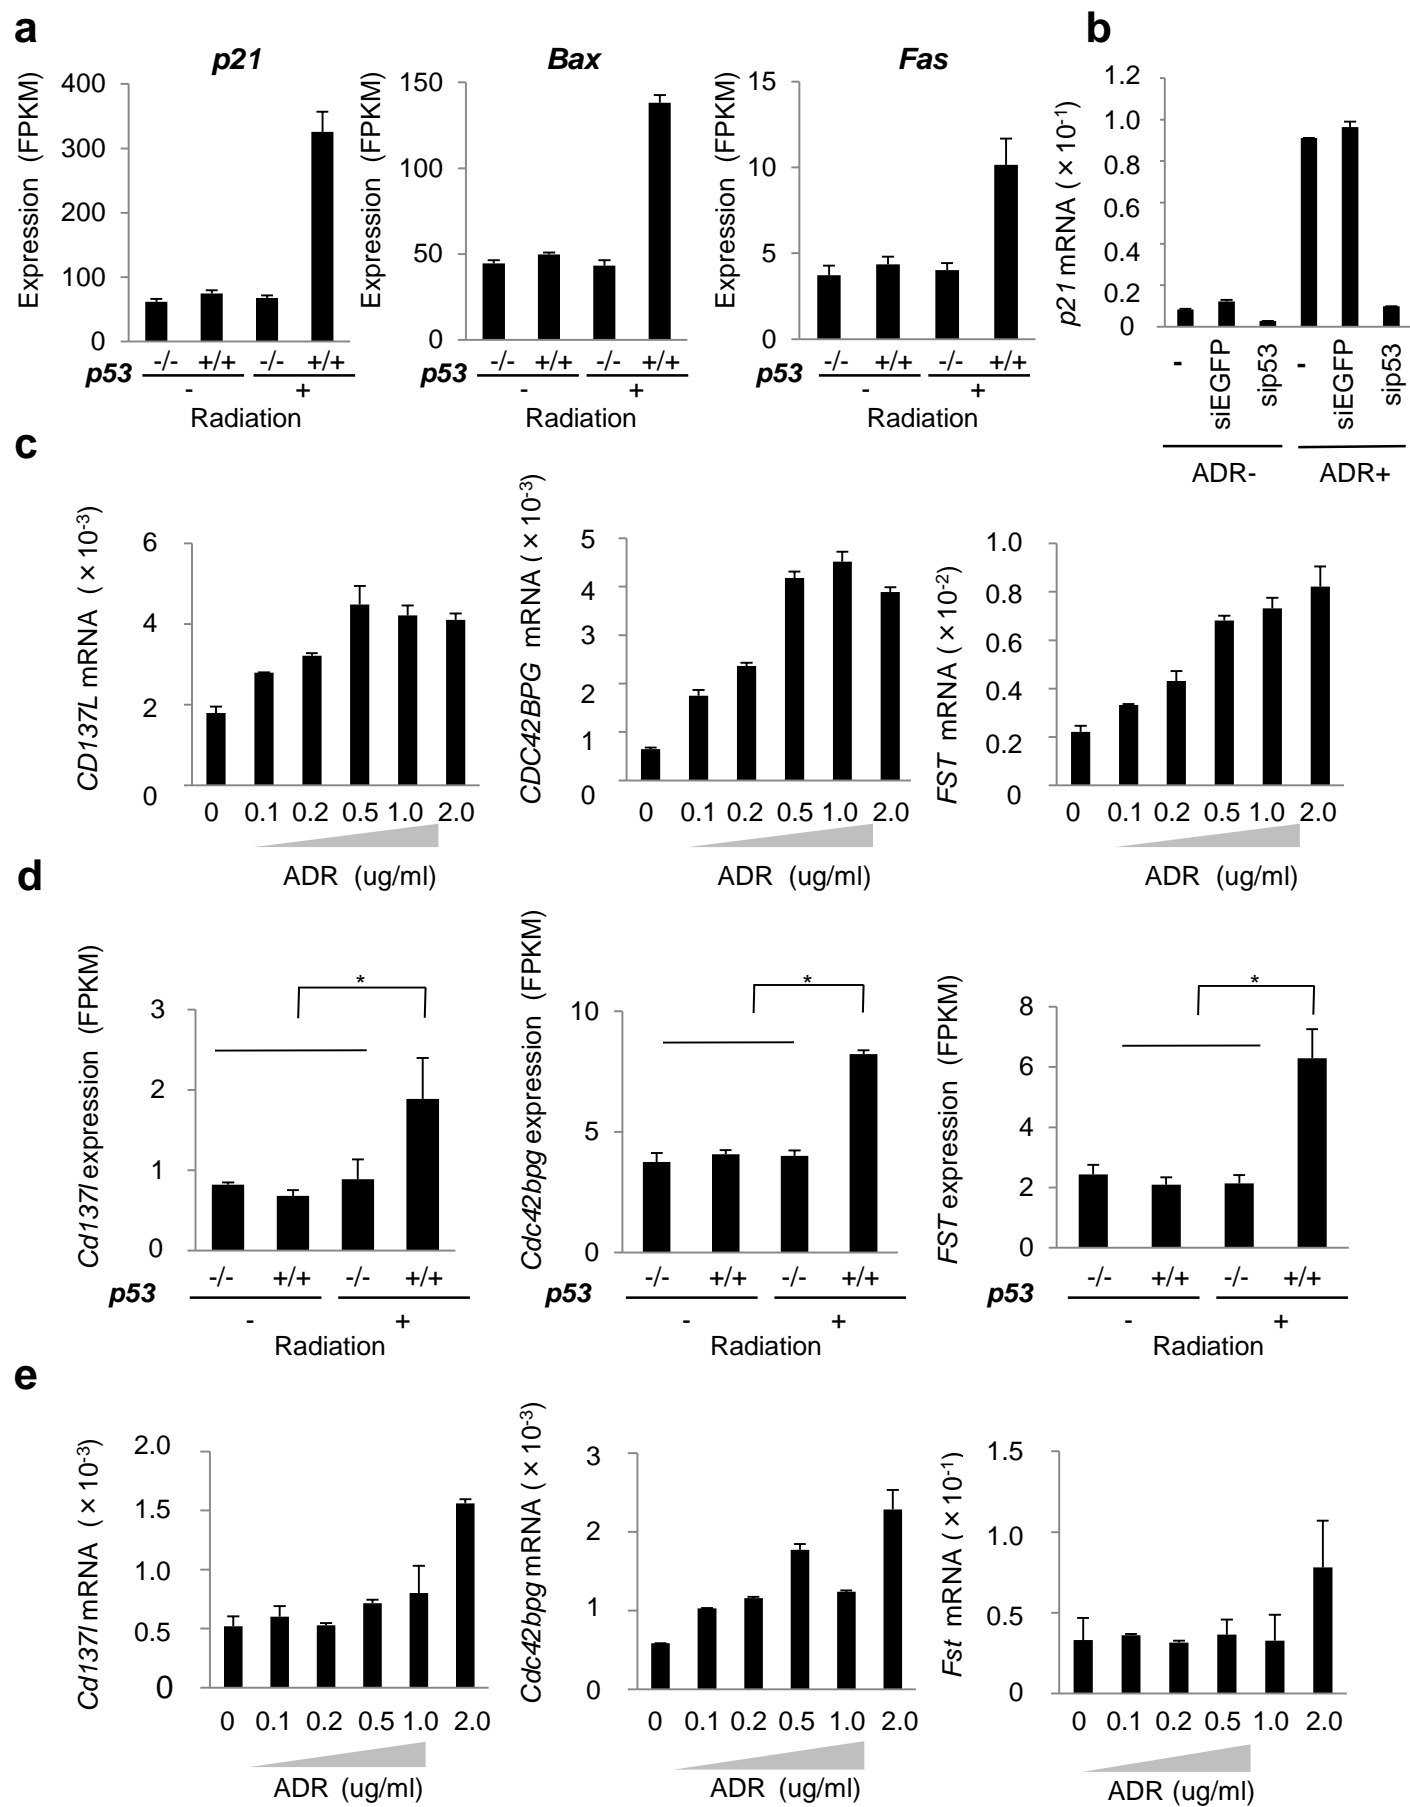 a
p21
Expression (FPKM)
400
300
200
100
0
-/- +/+ -/- +/+
p53
- +
Radiation
Bax
Expression (FPKM)
150
100
50
0
-/- +/+ -/- +/+
p53
- +
Radiation
Fas
Expression (FPKM)
15
10
5
0
-/- +/+ -/- +/+
p53
- +
Radiation
b
p21 mRNA (×10-1)
1.2
1.0
0.8
0.6
0.4
0.2
0
- siEGFP sip53 - siEGFP sip53
ADR- ADR+
c
CD137L mRNA (×10-3)
6
4
2
0
0 0.1 0.2 0.5 1.0 2.0
ADR (ug/ml)
CDC42BPG mRNA (×10-3)
5
4
3
2
1
0
0 0.1 0.2 0.5 1.0 2.0
ADR (ug/ml)
FST mRNA (×10-2)
1.0
0.8
0.6
0.4
0.2
0
0 0.1 0.2 0.5 1.0 2.0
ADR (ug/ml)
d
Cd137l expression (FPKM)
3
2
1
0
*
-/- +/+ -/- +/+
p53
- +
Radiation
Cdc42bpg expression (FPKM)
10
5
0
*
-/- +/+ -/- +/+
p53
- +
Radiation
FST expression (FPKM)
8
6
4
2
0
*
-/- +/+ -/- +/+
p53
- +
Radiation
e
Cd137l mRNA (×10-3)
2.0
1.5
1.0
0.5
0
0 0.1 0.2 0.5 1.0 2.0
ADR (ug/ml)
Cdc42bpg mRNA (×10-3)
3
2
1
0
0 0.1 0.2 0.5 1.0 2.0
ADR (ug/ml)
Fst mRNA (×10-1)
1.5
1.0
0.5
0
0 0.1 0.2 0.5 1.0 2.0
ADR (ug/ml)